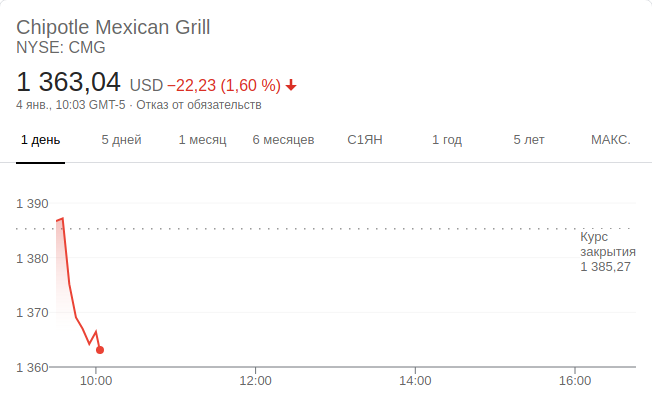 Chipotle Mexican Grill
NYSE: CMG
1 363,04 USD −22,23 (1,60 %)
4 янв., 10:03 GMT-5 · Отказ от обязательств
1 день 5 дней 1 месяц 6 месяцев С1ЯН 1 год 5 лет МАКС.
1 390
Курс
закрытия
1 385,27
1 380
1 370
1 360
10:00 12:00 14:00 16:00